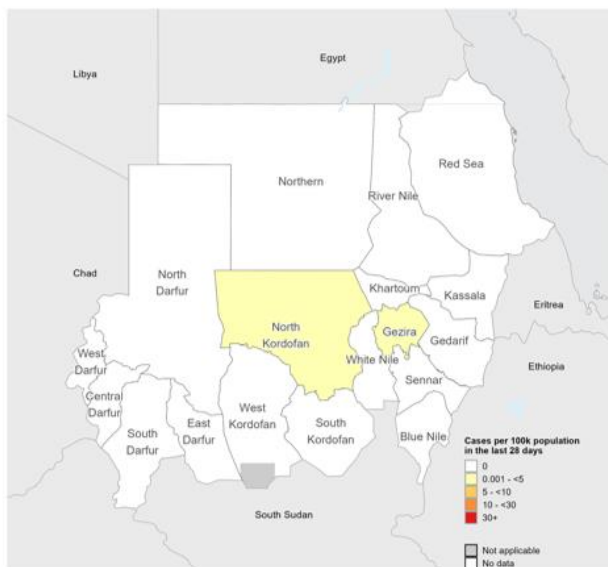 Egypt
Libya
Red Sea
Northern
River Nile
Chad
North
Darfur
Khartoum
Kassala
Eritrea
North
Kordofan
Gezira
Gedarif
West
Darfur
White Nile
Ethiopia
Central
Darfur
West
Kordofan
Sennar
South
Darfur
East
Darfur
South
Kordofan
Blue Nile
South Sudan
Cases per 100k population
in the last 28 days
0
0.001 - <5
5 - <10
10 - <30
30+
Not applicable
No data